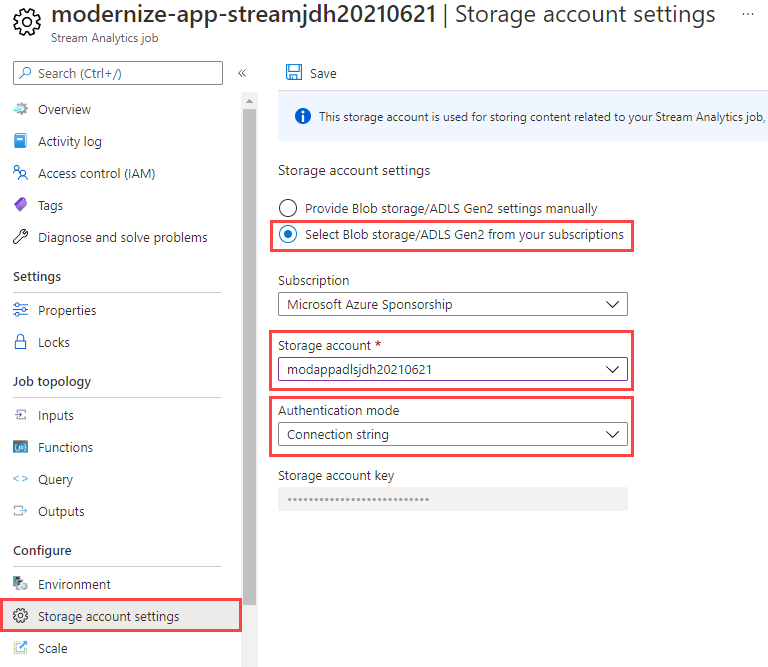 modernize-app-streamjdh20210621 | Storage account settings ...
Stream Analytics job
Search (Ctrl+/)
«
Overview
Activity log
Access control (IAM)
Tags
Diagnose and solve problems
Settings
Properties
Locks
Job topology
Inputs
Functions
Query
Outputs
Configure
Environment
Storage account settings
Scale
Save
This storage account is used for storing content related to your Stream Analytics job,
Storage account settings
Provide Blob storage/ADLS Gen2 settings manually
Select Blob storage/ADLS Gen2 from your subscriptions
Subscription
Microsoft Azure Sponsorship
Storage account *
modappadlsjdh20210621
Authentication mode
Connection string
Storage account key
•••••••••••••••••••••••••••